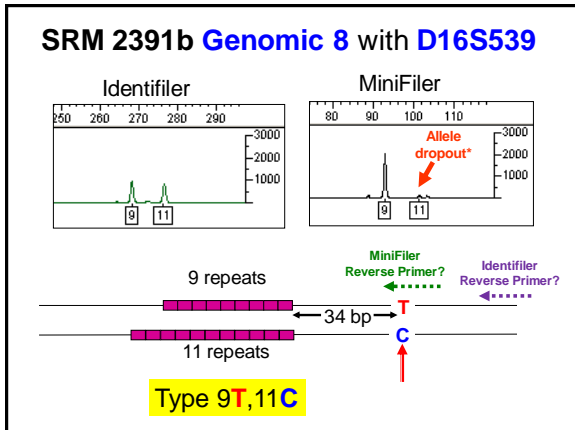 SRM 2391b Genomic 8 with D16S539
Identifiler
250 260 270 280 290
3000
2000
1000
9 11
MiniFiler
80 90 100 110
3000
2000
1000
Allele
dropout*
9 11
MiniFiler
Reverse Primer?
Identifiler
Reverse Primer?
9 repeats
T
34 bp
C
11 repeats
Type 9T,11C